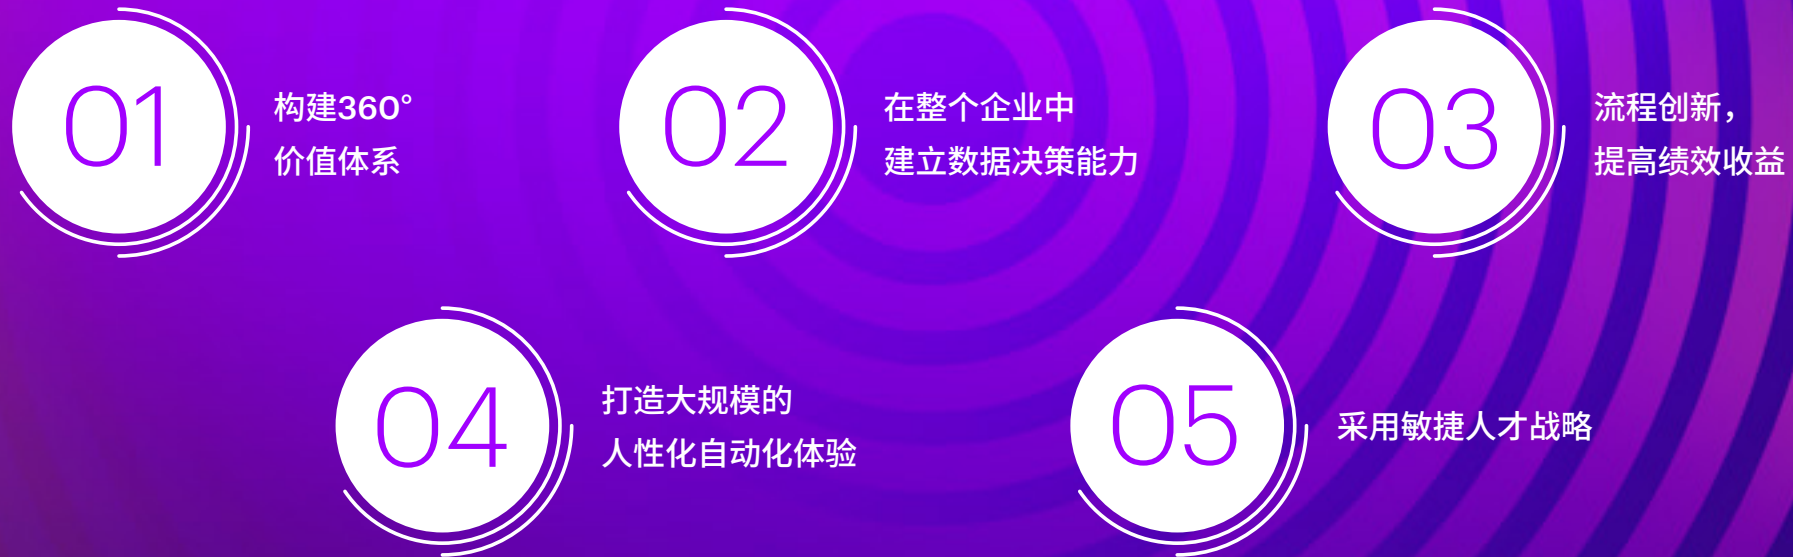 01
构建360°
价值体系
02
在整个企业中
建立数据决策能力
03
流程创新，
提高绩效收益
04
打造大规模的
人性化自动化体验
05
采用敏捷人才战略